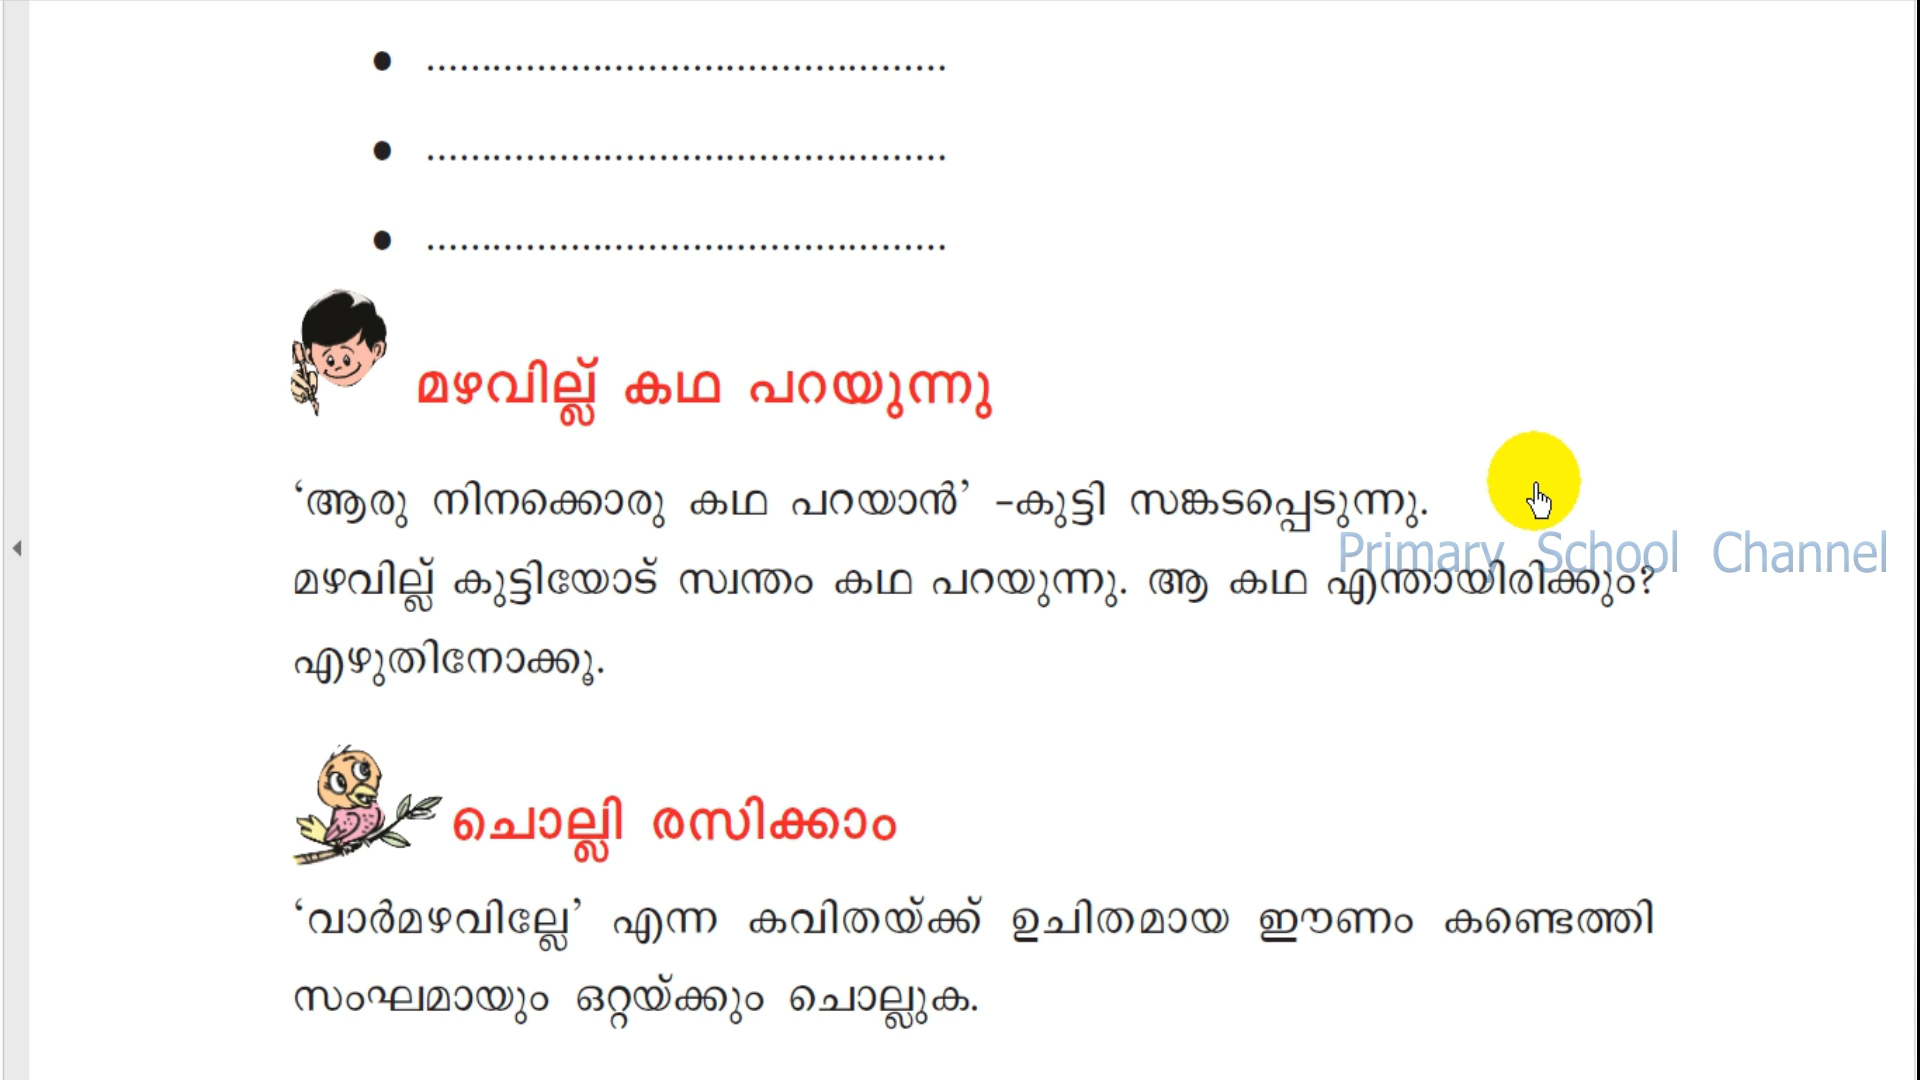 ● ...............................................
● ...............................................
● ...............................................
മഴവില്ല് കഥ പറയുന്നു
‘ആരു നിനക്കൊരു കഥ പറയാൻ’ -കുട്ടി സങ്കടപ്പെടുന്നു.
Primary School Channel
മഴവില്ല് കുട്ടിയോട് സ്വന്തം കഥ പറയുന്നു. ആ കഥ എന്തായിരിക്കും?
എഴുതിനോക്കൂ.
ചൊല്ലി രസിക്കാം
‘വാർമഴവില്ലേ’ എന്ന കവിതയ്ക്ക് ഉചിതമായ ഈണം കണ്ടെത്തി
സംഘമായും ഒറ്റയ്ക്കും ചൊല്ലുക.